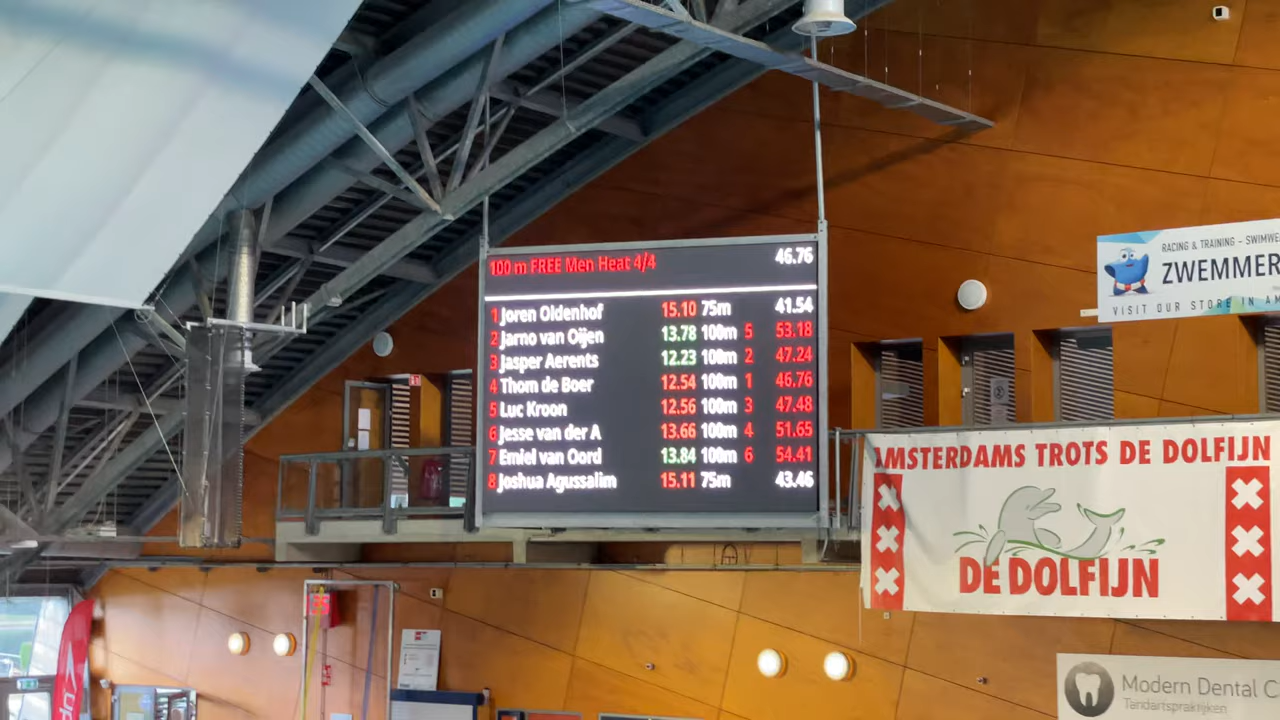 100 m FREE Men Heat 4/4 46.76
1 Joren Oldenhof 15.10 75m 41.54
2 Jarno van Oijen 13.78 100m 5 53.18
3 Jasper Aerents 12.23 100m 2 47.24
4 Thom de Boer 12.54 100m 1 46.76
5 Luc Kroon 12.56 100m 3 47.48
6 Jesse van der A 13.66 100m 4 51.65
7 Emiel van Oord 13.84 100m 6 54.41
8 Joshua Agussalim 15.11 75m 43.46
RACING & TRAINING – SWIMWE
ZWEMMER
VISIT OUR STORE IN AM
AMSTERDAMS TROTS DE DOLFIJN
DE DOLFIJN
Modern Dental C
Tandartspraktijken